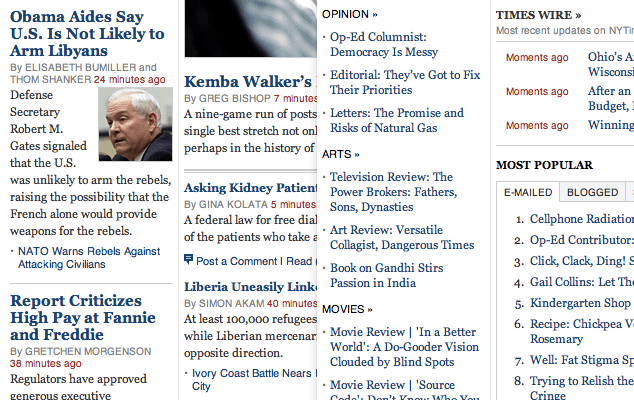 Obama Aides Say
U.S. Is Not Likely to
Arm Libyans
By ELISABETH BUMILLER and
THOM SHANKER 24 minutes ago
Defense
Secretary
Robert M.
Gates signaled
that the U.S.
was unlikely to arm the rebels,
raising the possibility that the
French alone would provide
weapons for the rebels.
· NATO Warns Rebels Against
Attacking Civilians
Report Criticizes
High Pay at Fannie
and Freddie
By GRETCHEN MORGENSON
38 minutes ago
Regulators have approved
generous executive
Kemba Walker's
By GREG BISHOP 7 minutes
A nine-game run of posts
single best stretch not onl
perhaps in the history of
Asking Kidney Patient
By GINA KOLATA 5 minutes
A federal law for free dial
of the patients who take a
Post a Comment | Read (
Liberia Uneasily Linke
By SIMON AKAM 40 minutes
At least 100,000 refugees
while Liberian mercenar
opposite direction.
· Ivory Coast Battle Nears
City
OPINION »
· Op-Ed Columnist:
Democracy Is Messy
· Editorial: They've Got to Fix
Their Priorities
· Letters: The Promise and
Risks of Natural Gas
ARTS »
· Television Review: The
Power Brokers: Fathers,
Sons, Dynasties
· Art Review: Versatile
Collagist, Dangerous Times
· Book on Gandhi Stirs
Passion in India
MOVIES »
· Movie Review | 'In a Better
World': A Do-Gooder Vision
Clouded by Blind Spots
· Movie Review | 'Source
Code': Don't Know Who You
TIMES WIRE »
Most recent updates on NYTi
Moments ago Ohio's A
Wisconsi
Moments ago After an
Budget,
Moments ago Winning
MOST POPULAR
E-MAILED BLOGGED
1. Cellphone Radiation
2. Op-Ed Contributor:
3. Click, Clack, Ding! S
4. Gail Collins: Let The
5. Kindergarten Shop
6. Recipe: Chickpea Ve
Rosemary
7. Well: Fat Stigma Sp
8. Trying to Relish the
Cringe